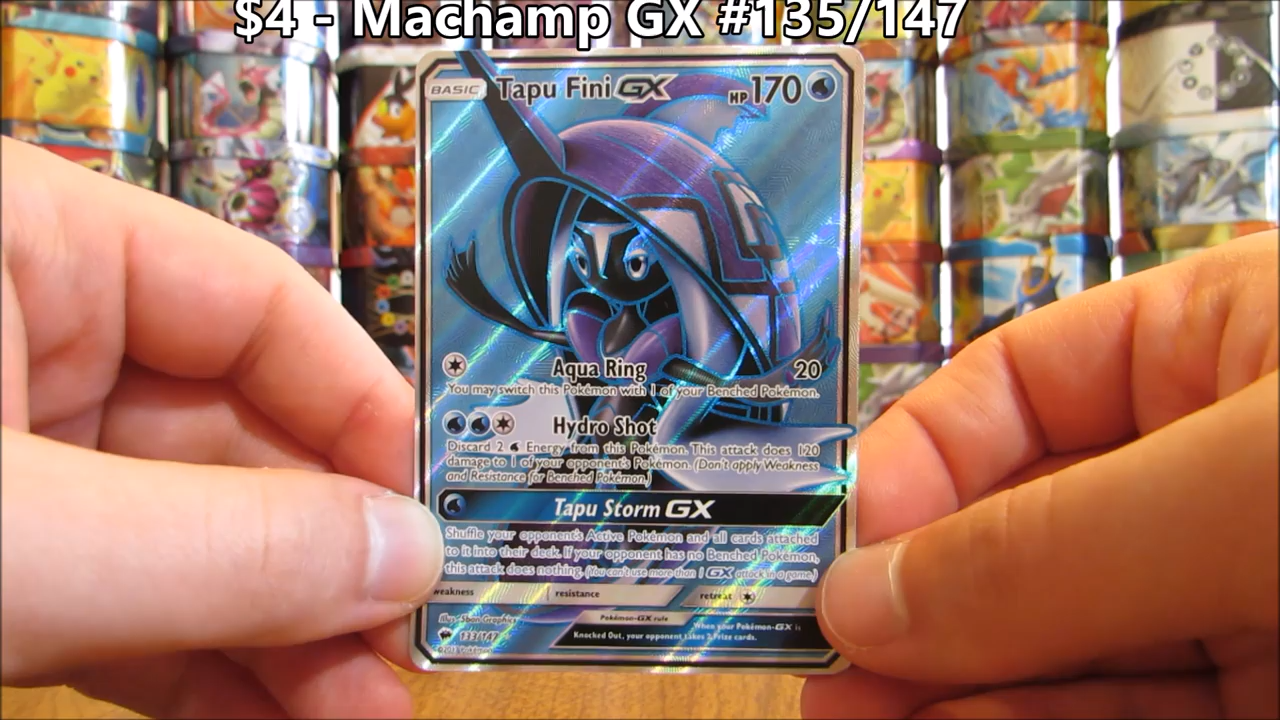 $4 - Machamp GX #135/147
BASIC Tapu Fini GX HP 170
Aqua Ring 20
You may switch this Pokémon with 1 of your Benched Pokémon.
Hydro Shot
Discard 2 Energy from this Pokémon. This attack does 120
damage to 1 of your opponent's Pokémon. (Don't apply Weakness
and Resistance for Benched Pokémon.)
Tapu Storm GX
Shuffle your opponent's Active Pokémon and all cards attached
to it into their deck. If your opponent has no Benched Pokémon,
this attack does nothing. (You can't use more than 1 GX attack in a game.)
weakness resistance retreat
Illus. 5ban Graphics
Pokémon-GX rule
When your Pokémon-GX is
133/147
Knocked Out, your opponent takes 2 Prize cards.